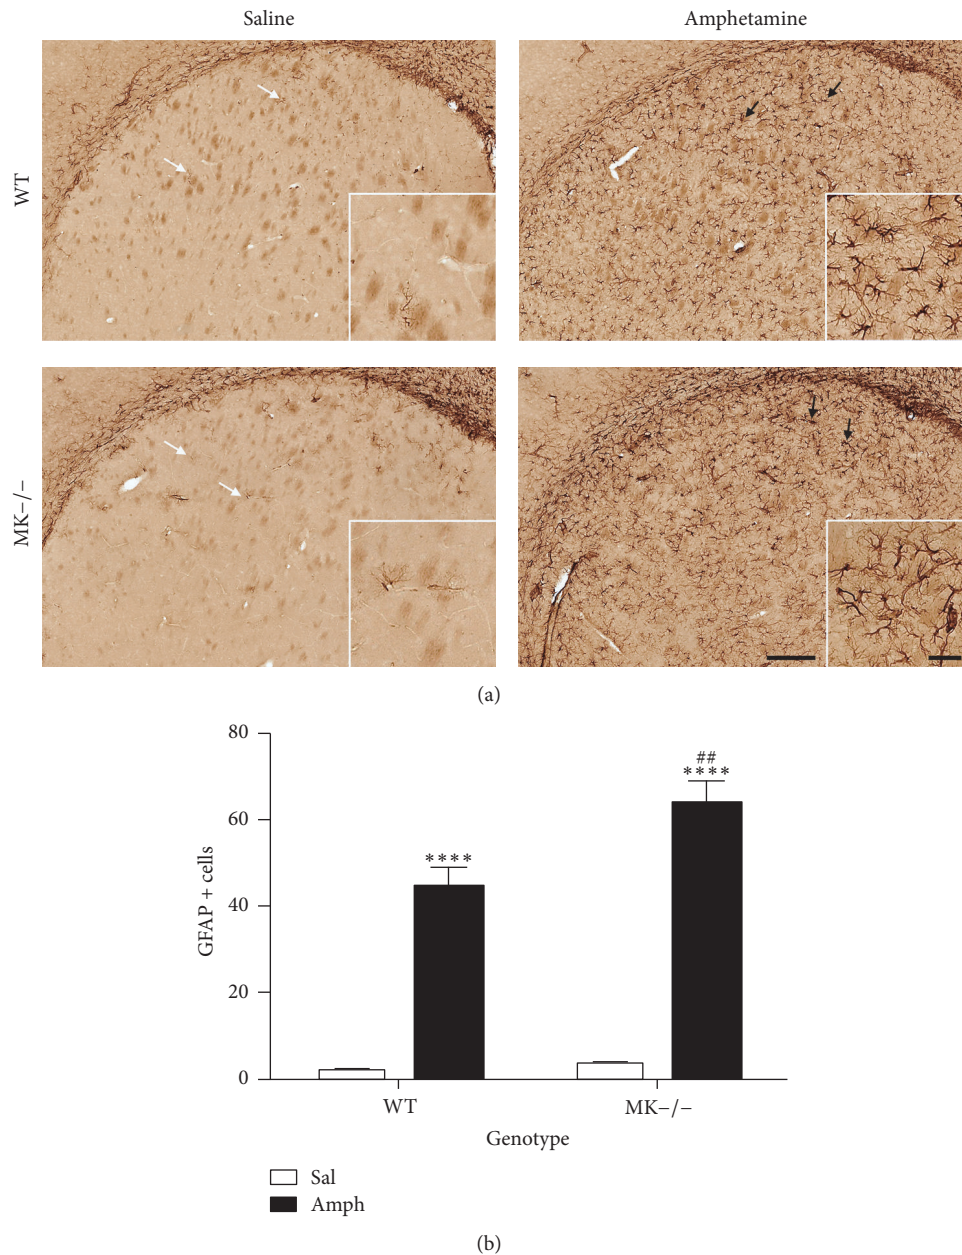 Saline
Amphetamine
WT
MK−/−
(a)
80
60
40
20
0
GFAP + cells
****
##
****
WT
MK−/−
Genotype
Sal
Amph
(b)